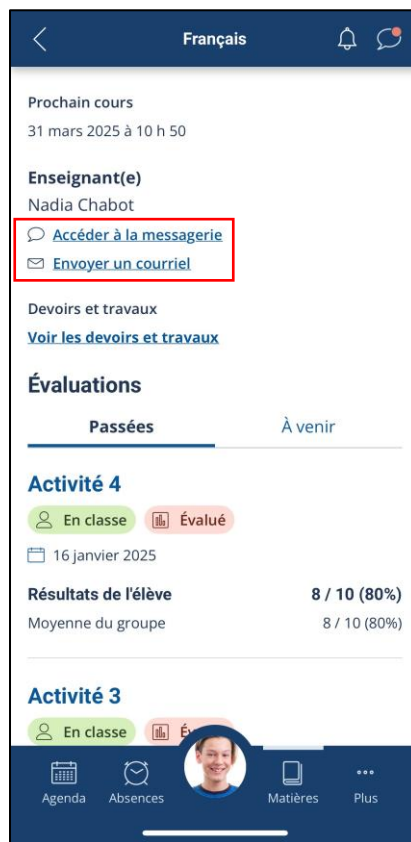 Français
Prochain cours
31 mars 2025 à 10 h 50
Enseignant(e)
Nadia Chabot
Accéder à la messagerie
Envoyer un courriel
Devoirs et travaux
Voir les devoirs et travaux
Évaluations
Passées À venir
Activité 4
En classe Évalué
16 janvier 2025
Résultats de l'élève 8 / 10 (80%)
Moyenne du groupe 8 / 10 (80%)
Activité 3
En classe
Agenda Absences Matières Plus